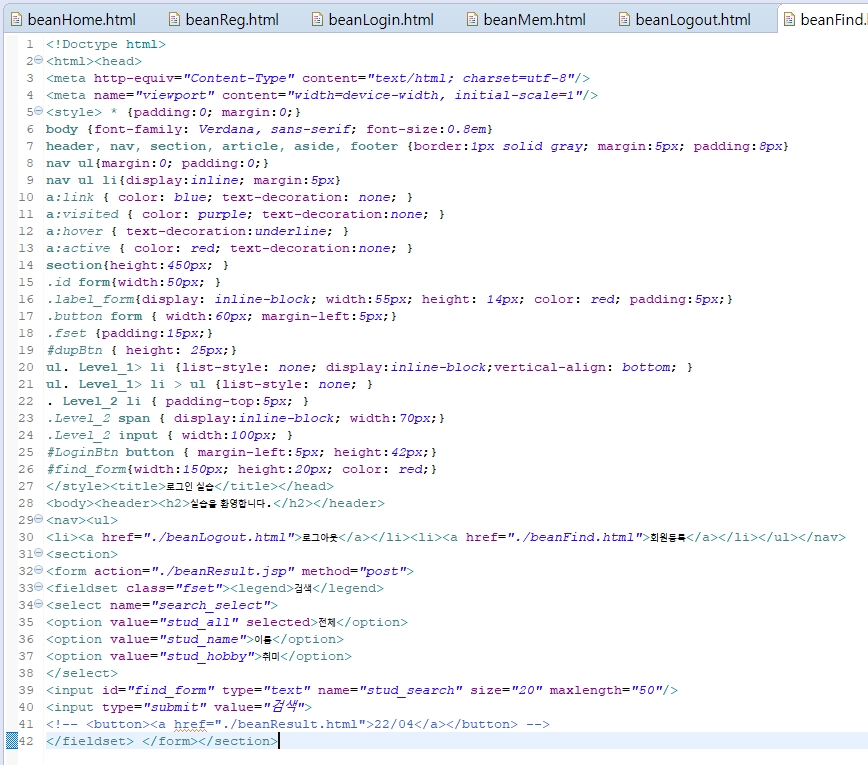 beanHome.html beanReg.html beanLogin.html beanMem.html beanLogout.html beanFind.
1 <!Doctype html>
2 <html><head>
3 <meta http-equiv="Content-Type" content="text/html; charset=utf-8"/>
4 <meta name="viewport" content="width=device-width, initial-scale=1"/>
5 <style> * {padding:0; margin:0;}
6 body {font-family: Verdana, sans-serif; font-size:0.8em}
7 header, nav, section, article, aside, footer {border:1px solid gray; margin:5px; padding:8px}
8 nav ul{margin:0; padding:0;}
9 nav ul li{display:inline; margin:5px}
10 a:link { color: blue; text-decoration: none; }
11 a:visited { color: purple; text-decoration:none; }
12 a:hover { text-decoration:underline; }
13 a:active { color: red; text-decoration:none; }
14 section{height:450px; }
15 .id form{width:50px; }
16 .label_form{display: inline-block; width:55px; height: 14px; color: red; padding:5px;}
17 .button form { width:60px; margin-left:5px;}
18 .fset {padding:15px;}
19 #dupBtn { height: 25px;}
20 ul. Level_1> li {list-style: none; display:inline-block;vertical-align: bottom; }
21 ul. Level_1> li > ul {list-style: none; }
22 . Level_2 li { padding-top:5px; }
23 .Level_2 span { display:inline-block; width:70px;}
24 .Level_2 input { width:100px; }
25 #LoginBtn button { margin-left:5px; height:42px;}
26 #find_form{width:150px; height:20px; color: red;}
27 </style><title>로그인 실습</title></head>
28 <body><header><h2>실습을 환영합니다.</h2></header>
29 <nav><ul>
30 <li><a href="./beanLogout.html">로그아웃</a></li><li><a href="./beanFind.html">회원등록</a></li></ul></nav>
31 <section>
32 <form action="./beanResult.jsp" method="post">
33 <fieldset class="fset"><legend>검색</legend>
34 <select name="search_select">
35 <option value="stud_all" selected>전체</option>
36 <option value="stud_name">이름</option>
37 <option value="stud_hobby">취미</option>
38 </select>
39 <input id="find_form" type="text" name="stud_search" size="20" maxlength="50"/>
40 <input type="submit" value="검색">
41 <!-- <button><a href="./beanResult.html">22/04</a></button> -->
42 </fieldset> </form></section>